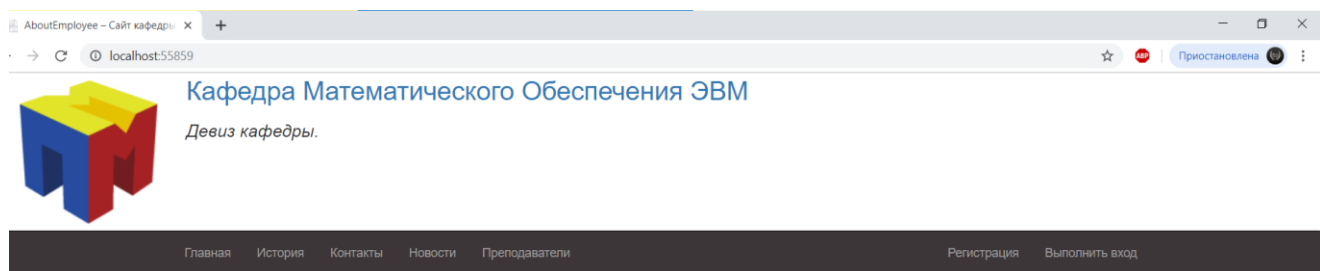 AboutEmployee – Сайт кафедры
localhost:55859
ABP
Приостановлена
Кафедра Математического Обеспечения ЭВМ
Девиз кафедры.
Главная История Контакты Новости Преподаватели Регистрация Выполнить вход